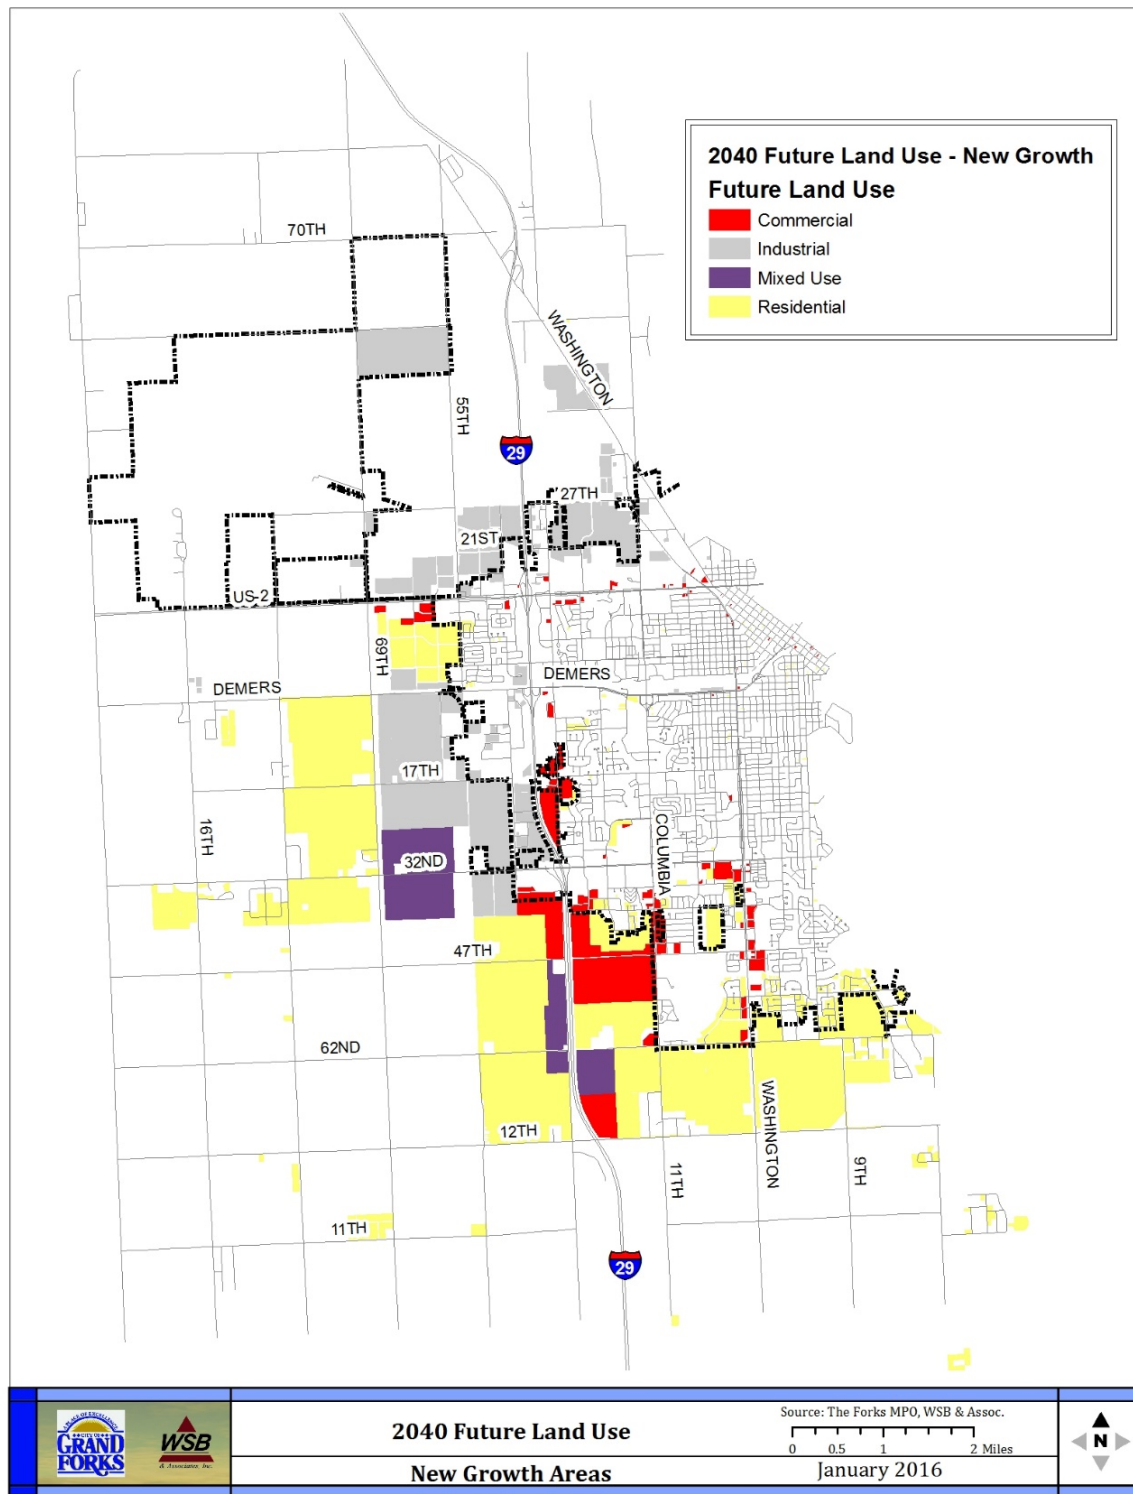 2040 Future Land Use - New Growth
Future Land Use
Commercial
Industrial
Mixed Use
Residential
70TH
WASHINGTON
55TH
29
27TH
21ST
US-2
69TH
DEMERS
DEMERS
17TH
16TH
32ND
COLUMBIA
47TH
62ND
12TH
WASHINGTON
11TH
9TH
11TH
29
GRAND
FORKS
WSB
& Associates, Inc.
2040 Future Land Use
New Growth Areas
Source: The Forks MPO, WSB & Assoc.
0 0.5 1 2 Miles
January 2016
N